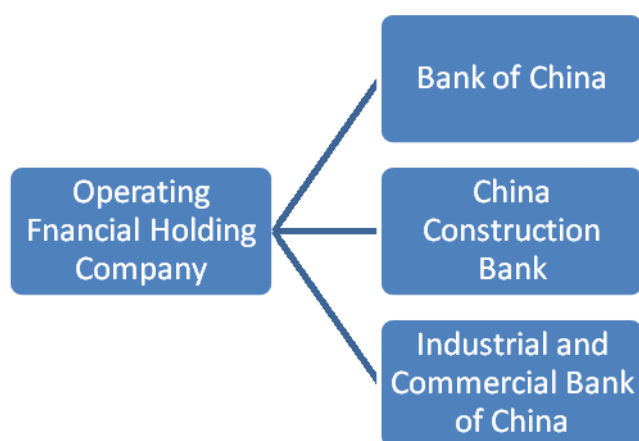 Operating
Fnancial Holding
Company
Bank of China
China
Construction
Bank
Industrial and
Commercial Bank
of China